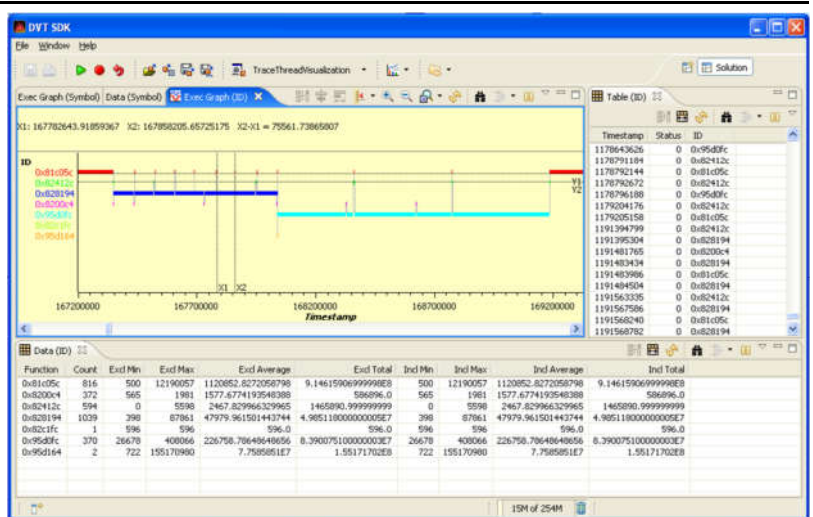 DVT SDK
File Window Help
TraceThreadVisualization
Solution
Exec Graph (Symbol) Data (Symbol) Exec Graph (ID)
Table (ID)
X1: 167782643.91859367 X2: 167858205.65725175 X2-X1 = 75561.73865807
ID
0x81c05c
0x82412c
0x828194
0x8200c4
0x95d0fc
0x82c1fc
0x95d164
Y1
Y2
X1 X2
167200000 167700000 168200000 168700000 169200000
Timestamp
Timestamp Status ID
1178643626 0 0x95d0fc
1178791184 0 0x82412c
1178792144 0 0x81c05c
1178792672 0 0x82412c
1178796188 0 0x95d0fc
1179204176 0 0x82412c
1179205158 0 0x81c05c
1191394799 0 0x82412c
1191395304 0 0x828194
1191481765 0 0x8200c4
1191483434 0 0x828194
1191483986 0 0x81c05c
1191484504 0 0x828194
1191563335 0 0x82412c
1191567586 0 0x828194
1191568240 0 0x81c05c
1191568782 0 0x828194
Data (ID)
Function Count Excl Min Excl Max Excl Average Excl Total Incl Min Incl Max Incl Average Incl Total
0x81c05c 816 500 12190057 1120852.8272058798 9.14615906999998E8 500 12190057 1120852.8272058798 9.14615906999998E8
0x8200c4 372 565 1981 1577.6774193548388 586896.0 565 1981 1577.6774193548388 586896.0
0x82412c 594 0 5598 2467.829966329965 1465890.999999999 0 5598 2467.829966329965 1465890.999999999
0x828194 1039 398 87861 47979.961501443744 4.985118000000005E7 398 87861 47979.961501443744 4.985118000000005E7
0x82c1fc 1 596 596 596.0 596.0 596 596 596.0 596.0
0x95d0fc 370 26678 408066 226758.78648648656 8.390075100000003E7 26678 408066 226758.78648648656 8.390075100000003E7
0x95d164 2 722 155170980 7.7585851E7 1.55171702E8 722 155170980 7.7585851E7 1.55171702E8
15M of 254M